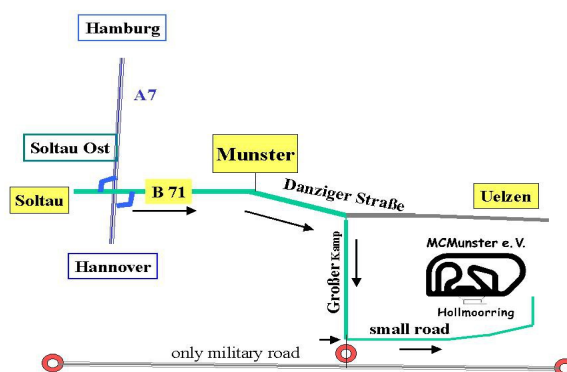 Hamburg
A7
Soltau Ost
Munster
Soltau
B 71
Danziger Straße
Uelzen
Hannover
Großer Kamp
MCMunster e. V.
Hollmoorring
small road
only military road